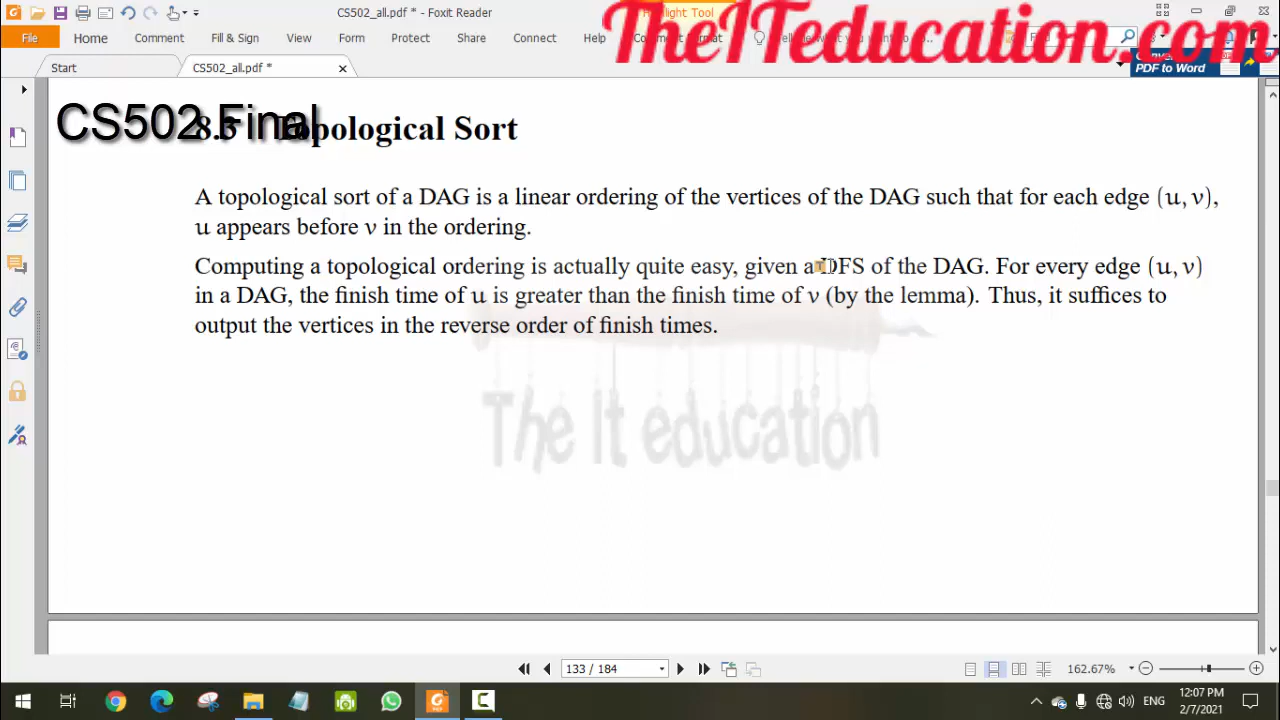 CS502_all.pdf * - Foxit Reader
TheITeducation.com
File Home Comment Fill & Sign View Form Protect Share Connect Help
Start
CS502_all.pdf *
PDF to Word
CS502 Final
8.3 Topological Sort
A topological sort of a DAG is a linear ordering of the vertices of the DAG such that for each edge (u, v),
u appears before v in the ordering.
Computing a topological ordering is actually quite easy, given a DFS of the DAG. For every edge (u, v)
in a DAG, the finish time of u is greater than the finish time of v (by the lemma). Thus, it suffices to
output the vertices in the reverse order of finish times.
The It education
133 / 184
162.67%
ENG
12:07 PM
2/7/2021